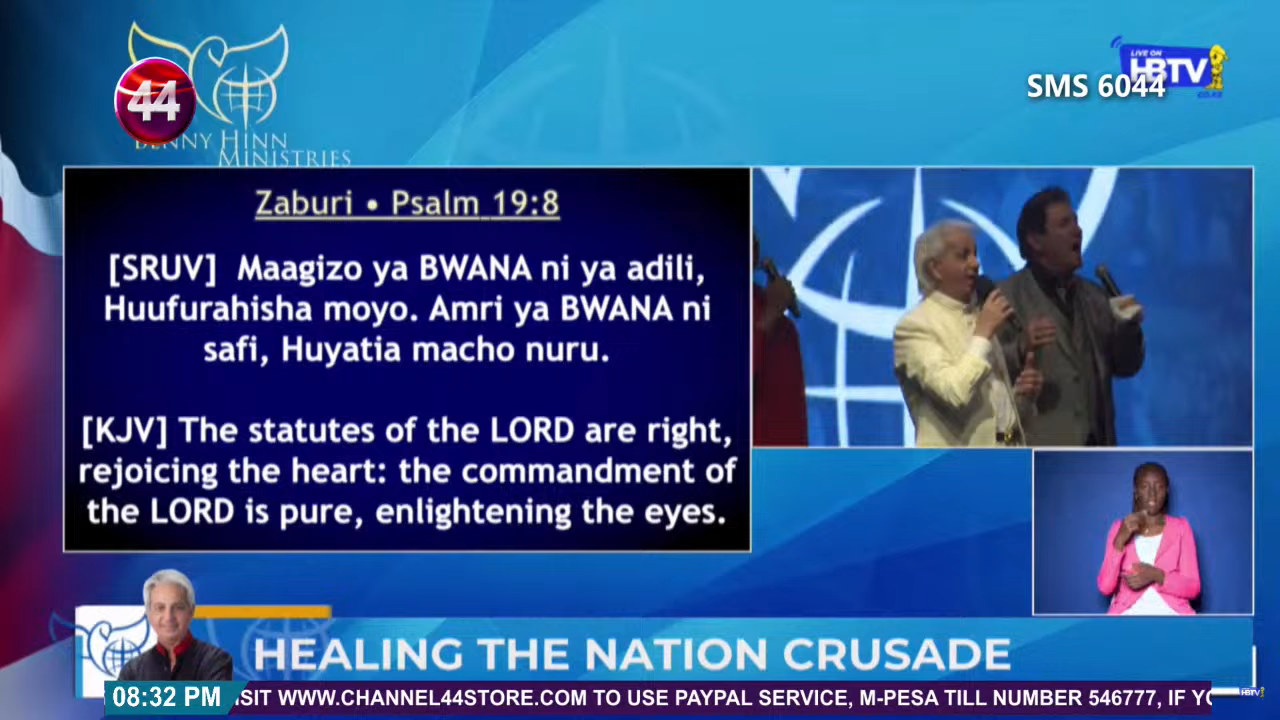 LIVE ON
HBTV
SMS 6044
44
BENNY HINN
MINISTRIES
Zaburi • Psalm 19:8
[SRUV] Maagizo ya BWANA ni ya adili,
Huufurahisha moyo. Amri ya BWANA ni
safi, Huyatia macho nuru.
[KJV] The statutes of the LORD are right,
rejoicing the heart: the commandment of
the LORD is pure, enlightening the eyes.
HEALING THE NATION CRUSADE
08:32 PM
ISIT WWW.CHANNEL44STORE.COM TO USE PAYPAL SERVICE, M-PESA TILL NUMBER 546777, IF YO
HBTV